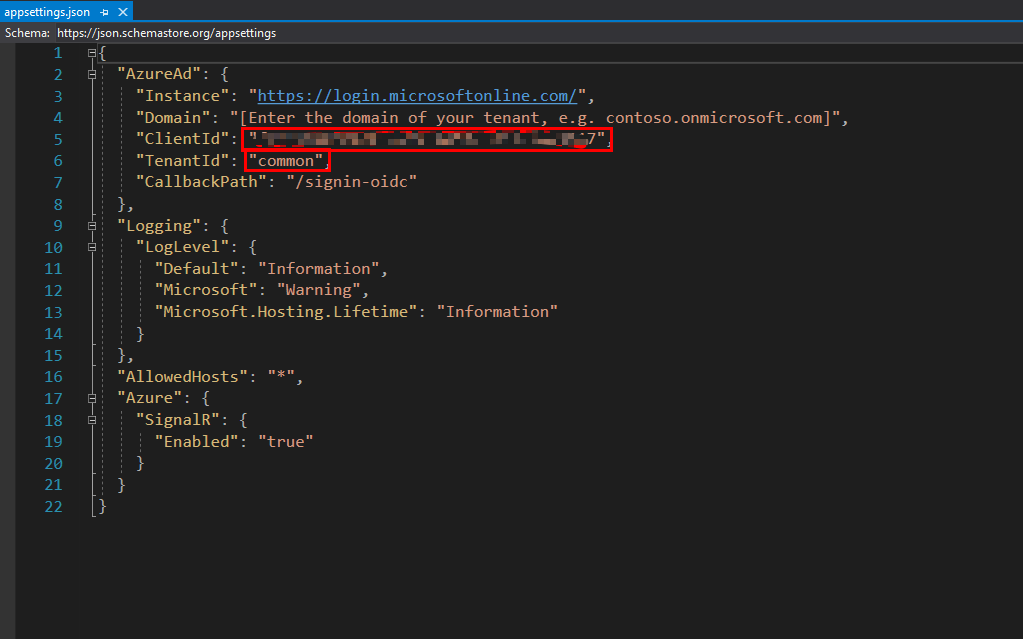 appsettings.json
Schema: https://json.schemastore.org/appsettings
1 {
2 "AzureAd": {
3 "Instance": "https://login.microsoftonline.com/",
4 "Domain": "[Enter the domain of your tenant, e.g. contoso.onmicrosoft.com]",
5 "ClientId":
6 "TenantId": "common",
7 "CallbackPath": "/signin-oidc"
8 },
9 "Logging": {
10 "LogLevel": {
11 "Default": "Information",
12 "Microsoft": "Warning",
13 "Microsoft.Hosting.Lifetime": "Information"
14 }
15 },
16 "AllowedHosts": "*",
17 "Azure": {
18 "SignalR": {
19 "Enabled": "true"
20 }
21 }
22 }